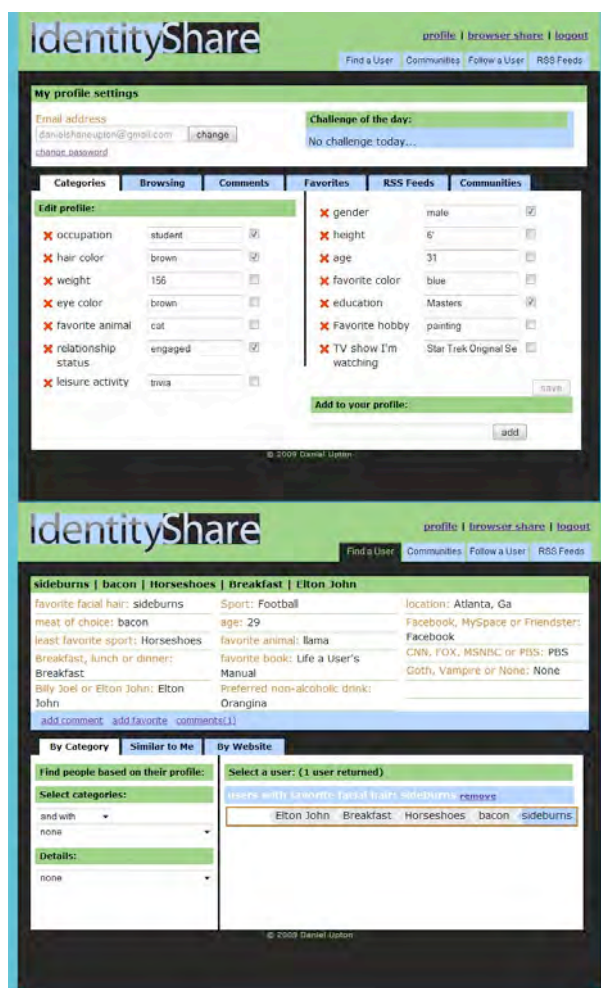 IdentityShare
profile | browser share | logout
Find a User Communities Follow a User RSS Feeds
My profile settings
Email address
danielshaneupton@gmail.com change
change password
Challenge of the day:
No challenge today...
Categories Browsing Comments Favorites RSS Feeds Communities
Edit profile:
occupation student
hair color brown
weight 156
eye color brown
favorite animal cat
relationship status engaged
leisure activity trivia
gender male
height 6'
age 31
favorite color blue
education Masters
Favorite hobby painting
TV show I'm watching Star Trek Original Se
save
Add to your profile:
add
© 2009 Daniel Upton
IdentityShare
profile | browser share | logout
Find a User Communities Follow a User RSS Feeds
sideburns | bacon | Horseshoes | Breakfast | Elton John
favorite facial hair: sideburns
meat of choice: bacon
least favorite sport: Horseshoes
Breakfast, lunch or dinner:
Breakfast
Billy Joel or Elton John: Elton
John
Sport: Football
age: 29
favorite animal: llama
favorite book: Life a User's
Manual
Preferred non-alcoholic drink:
Orangina
location: Atlanta, Ga
Facebook, MySpace or Friendster:
Facebook
CNN, FOX, MSNBC or PBS: PBS
Goth, Vampire or None: None
add comment add favorite comments(1)
By Category Similar to Me By Website
Find people based on their profile:
Select categories:
and with
none
Details:
none
Select a user: (1 user returned)
users with favorite facial hair: sideburns remove
Elton John Breakfast Horseshoes bacon sideburns
© 2009 Daniel Upton